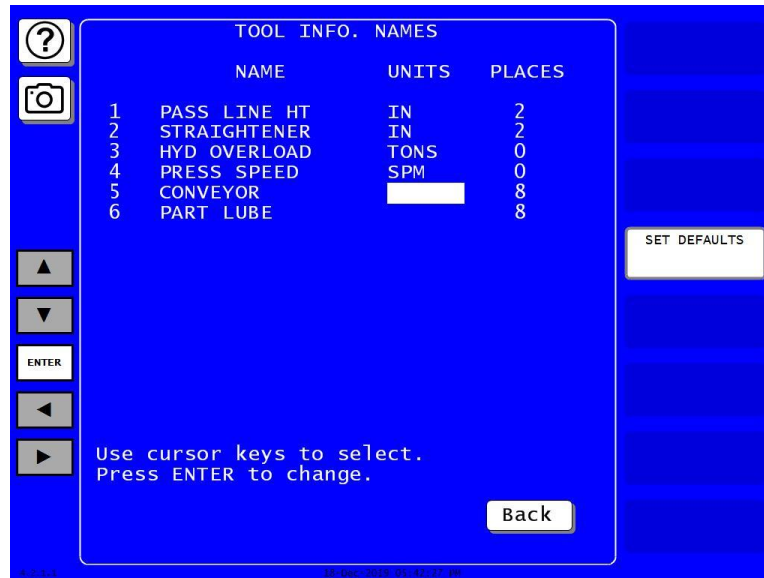 TOOL INFO. NAMES
NAME UNITS PLACES
1 PASS LINE HT IN 2
2 STRAIGHTENER IN 2
3 HYD OVERLOAD TONS 0
4 PRESS SPEED SPM 0
5 CONVEYOR 8
6 PART LUBE 8
SET DEFAULTS
ENTER
Use cursor keys to select.
Press ENTER to change.
Back